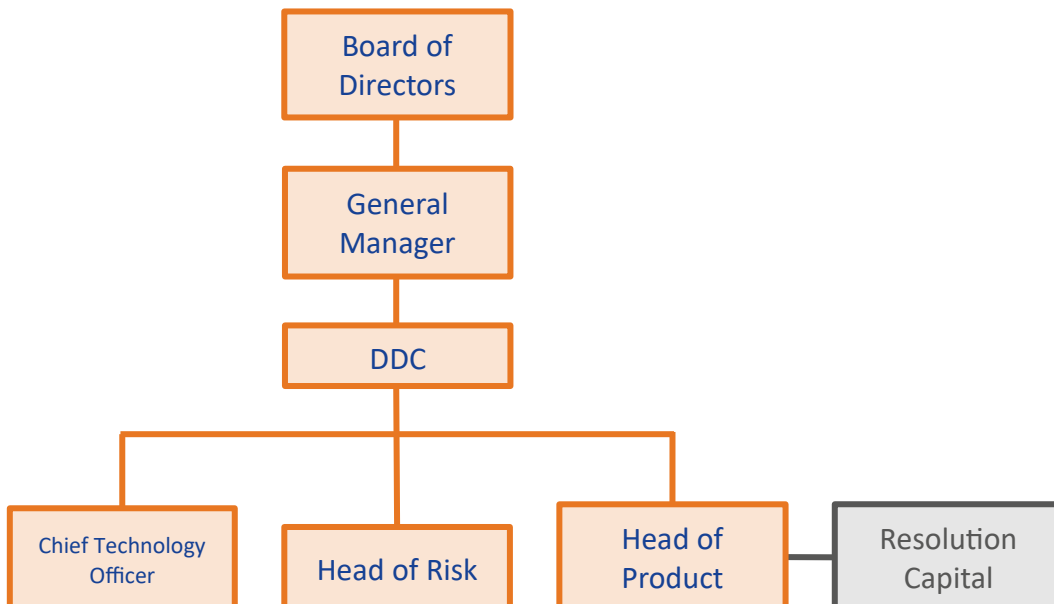 Board of
Directors
General
Manager
DDC
Chief Technology
Officer
Head of Risk
Head of
Product
Resolution
Capital